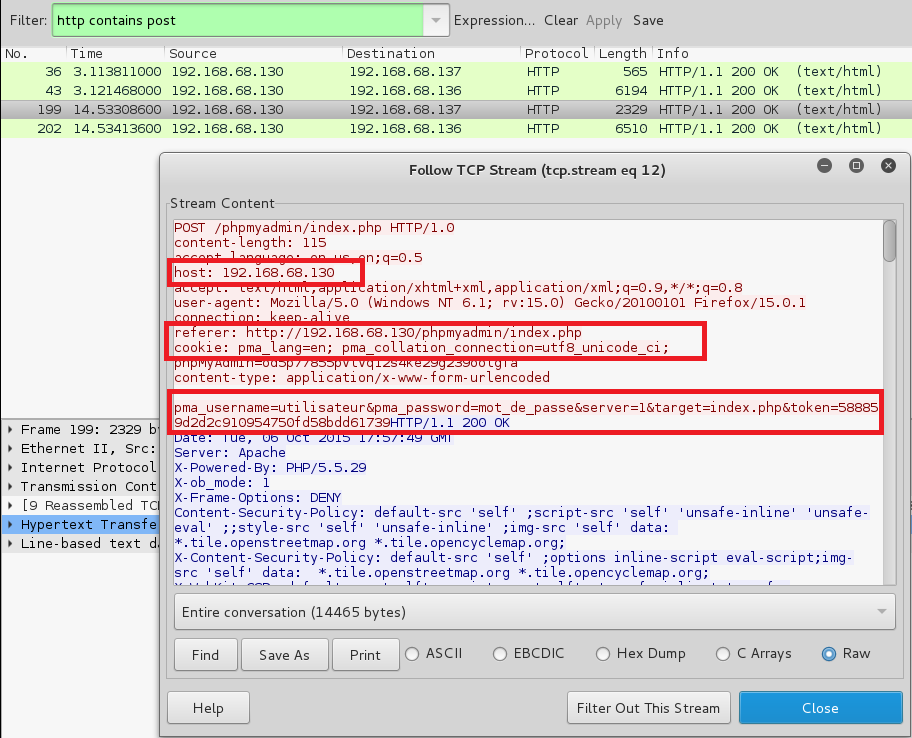 Filter: http contains post Expression... Clear Apply Save
No. Time Source Destination Protocol Length Info
36 3.113811000 192.168.68.130 192.168.68.137 HTTP 565 HTTP/1.1 200 OK (text/html)
43 3.121468000 192.168.68.130 192.168.68.136 HTTP 6194 HTTP/1.1 200 OK (text/html)
199 14.53308600 192.168.68.130 192.168.68.137 HTTP 2329 HTTP/1.1 200 OK (text/html)
202 14.53413600 192.168.68.130 192.168.68.136 HTTP 6510 HTTP/1.1 200 OK (text/html)
Follow TCP Stream (tcp.stream eq 12)
Stream Content
POST /phpmyadmin/index.php HTTP/1.0
content-length: 115
accept-language: en-us,en;q=0.5
host: 192.168.68.130
accept: text/html,application/xhtml+xml,application/xml;q=0.9,*/*;q=0.8
user-agent: Mozilla/5.0 (Windows NT 6.1; rv:15.0) Gecko/20100101 Firefox/15.0.1
connection: keep-alive
referer: http://192.168.68.130/phpmyadmin/index.php
cookie: pma_lang=en; pma_collation_connection=utf8_unicode_ci;
content-type: application/x-www-form-urlencoded
pma_username=utilisateur&pma_password=mot_de_passe&server=1&target=index.php&token=58885
9d2d2c910954750fd58bdd61739HTTP/1.1 200 OK
Date: Tue, 06 Oct 2015 17:57:49 GMT
Server: Apache
X-Powered-By: PHP/5.5.29
X-ob_mode: 1
X-Frame-Options: DENY
Content-Security-Policy: default-src 'self' ;script-src 'self' 'unsafe-inline' 'unsafe-
eval' ;;style-src 'self' 'unsafe-inline' ;img-src 'self' data:
*.tile.openstreetmap.org *.tile.opencyclemap.org;
X-Content-Security-Policy: default-src 'self' ;options inline-script eval-script;img-
src 'self' data: *.tile.openstreetmap.org *.tile.opencyclemap.org;
Frame 199: 2329 b
Ethernet II, Src:
Internet Protocol
Transmission Cont
[9 Reassembled TC
Hypertext Transfe
Line-based text da
Entire conversation (14465 bytes)
Find Save As Print ASCII EBCDIC Hex Dump C Arrays Raw
Help Filter Out This Stream Close